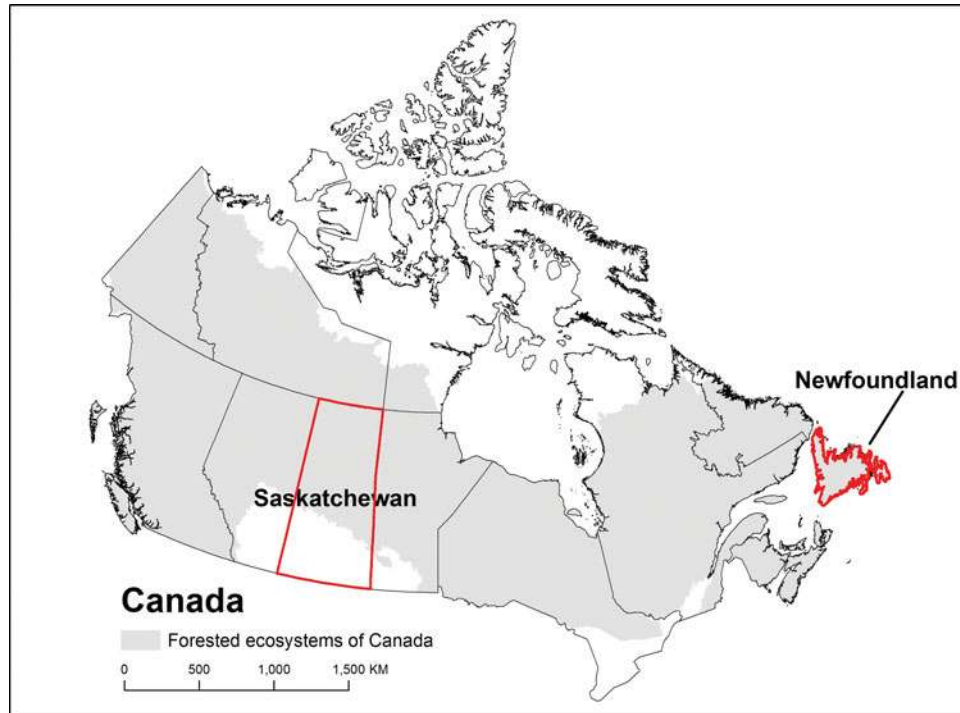 Newfoundland
Saskatchewan
Canada
Forested ecosystems of Canada
0 500 1,000 1,500 KM